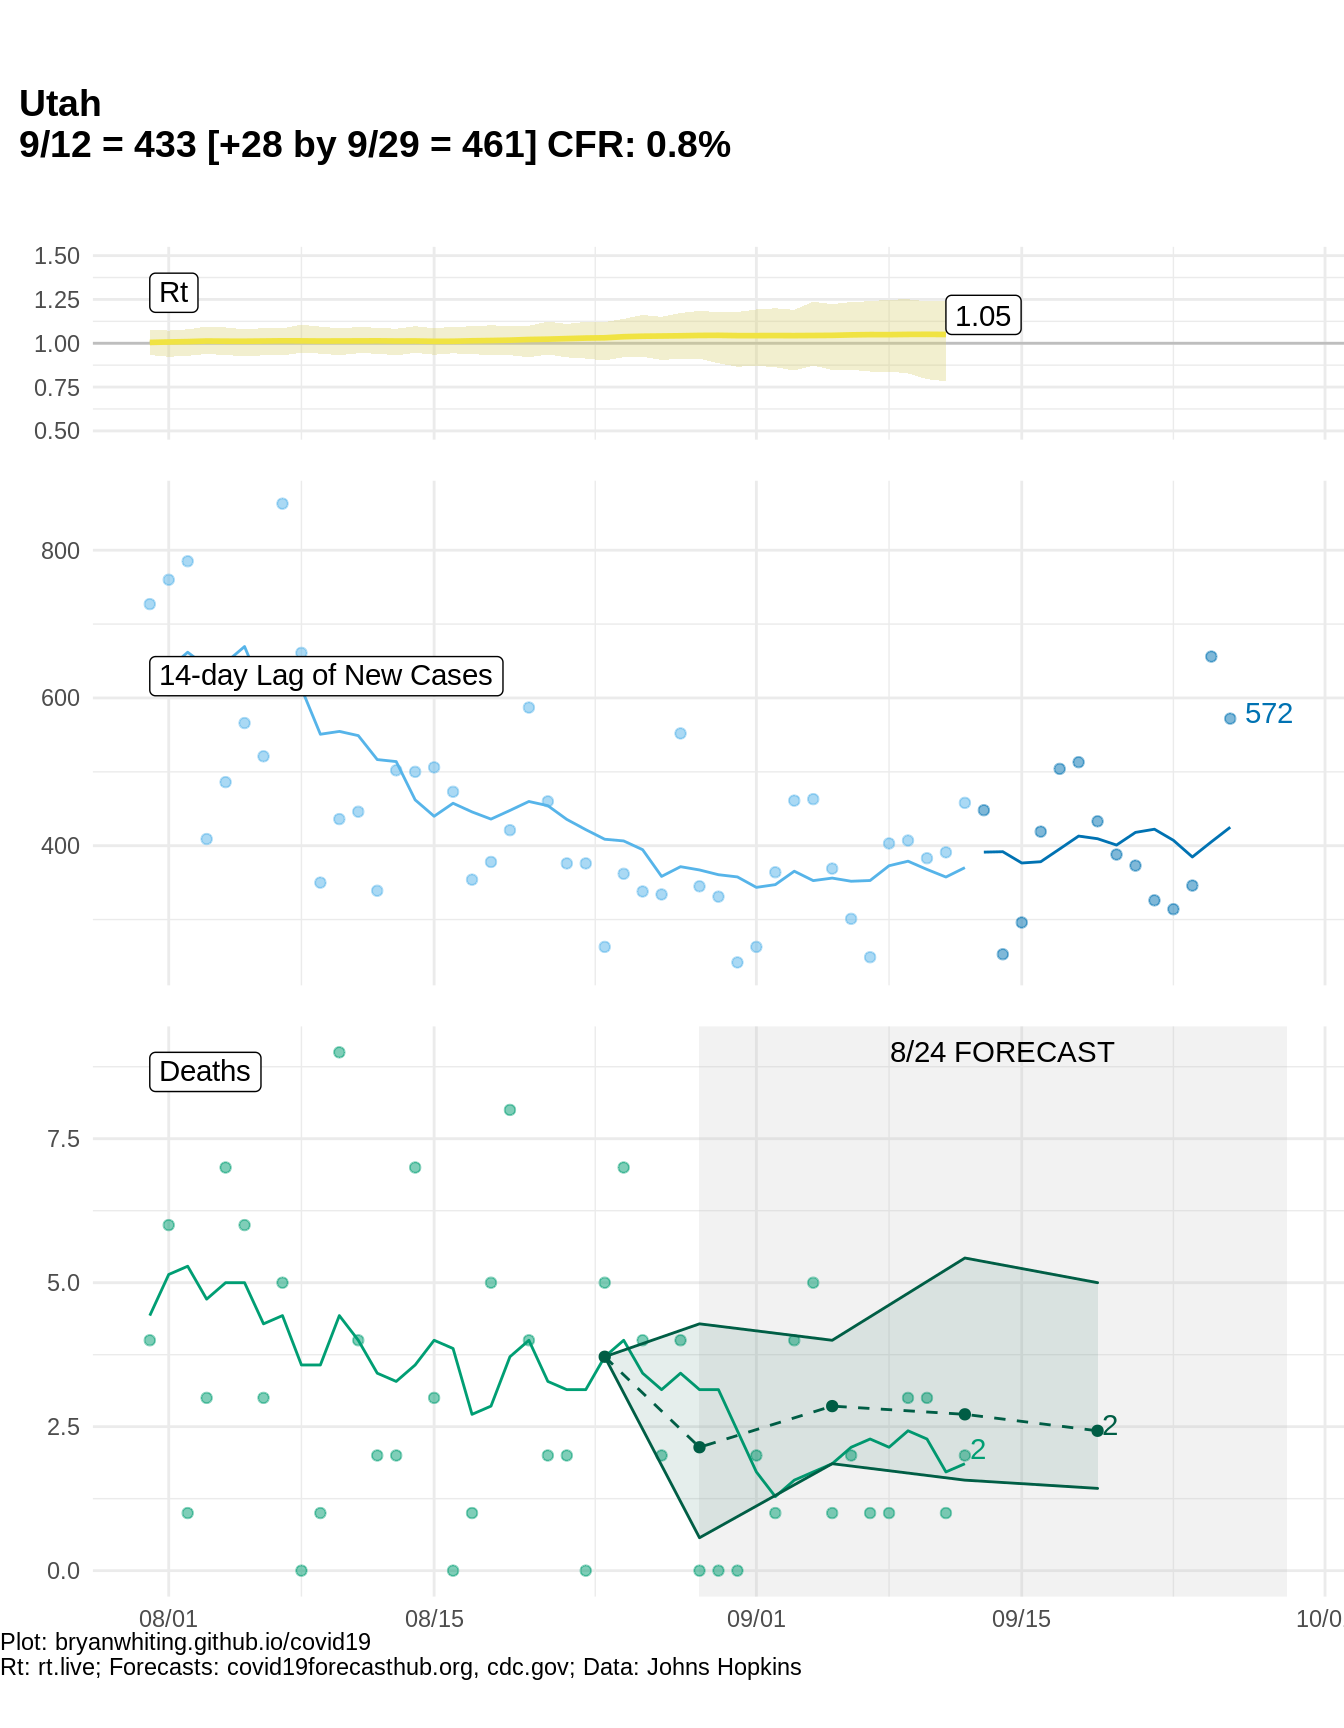 Utah
9/12 = 433 [+28 by 9/29 = 461] CFR: 0.8%
1.50
Rt
1.25
1.05
1.00
0.75
0.50
800
14-day Lag of New Cases
600
572
400
8/24 FORECAST
Deaths
7.5
5.0
2.5
2
2
0.0
08/01 08/15 09/01 09/15 10/0
Plot: bryanwhiting.github.io/covid19
Rt: rt.live; Forecasts: covid19forecasthub.org, cdc.gov; Data: Johns Hopkins